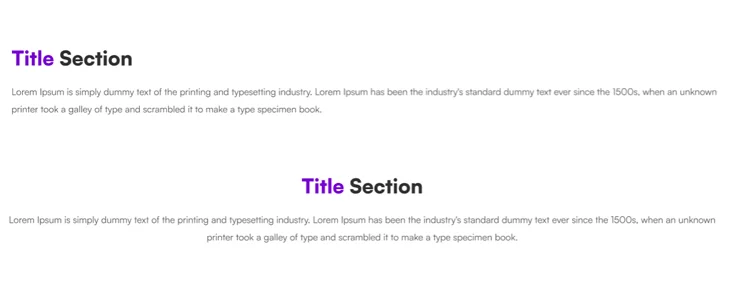 Title Section
Lorem Ipsum is simply dummy text of the printing and typesetting industry. Lorem Ipsum has been the industry's standard dummy text ever since the 1500s, when an unknown
printer took a galley of type and scrambled it to make a type specimen book.
Title Section
Lorem Ipsum is simply dummy text of the printing and typesetting industry. Lorem Ipsum has been the industry's standard dummy text ever since the 1500s, when an unknown
printer took a galley of type and scrambled it to make a type specimen book.